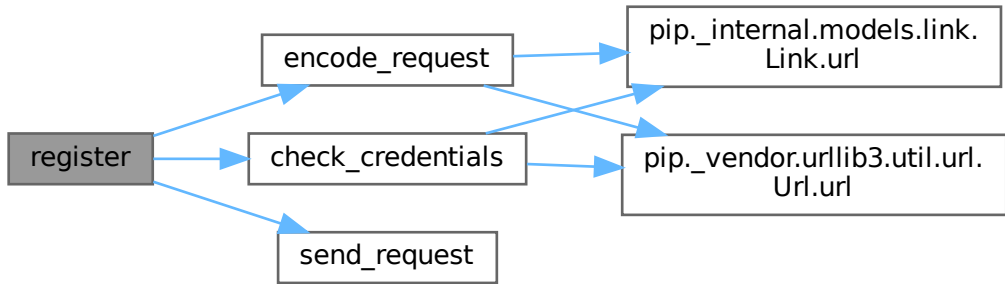 register
encode_request
check_credentials
send_request
pip._internal.models.link.
Link.url
pip._vendor.urllib3.util.url.
Url.url